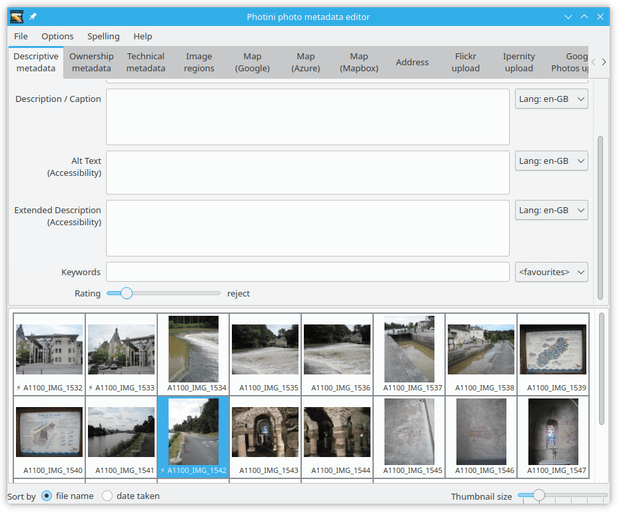 Photini photo metadata editor
File Options Spelling Help
Descriptive metadata
Ownership metadata
Technical metadata
Image regions
Map (Google)
Map (Azure)
Map (Mapbox)
Address
Flickr upload
Ipernity upload
Goog
Photos up
Description / Caption
Lang: en-GB
Alt Text
(Accessibility)
Lang: en-GB
Extended Description
(Accessibility)
Lang: en-GB
Keywords
<favourites>
Rating
reject
⚡ A1100_IMG_1532
⚡ A1100_IMG_1533
A1100_IMG_1534
A1100_IMG_1535
A1100_IMG_1536
A1100_IMG_1537
A1100_IMG_1538
A1100_IMG_1539
A1100_IMG_1540
A1100_IMG_1541
⚡ A1100_IMG_1542
A1100_IMG_1543
A1100_IMG_1544
A1100_IMG_1545
A1100_IMG_1546
A1100_IMG_1547
Sort by file name date taken
Thumbnail size